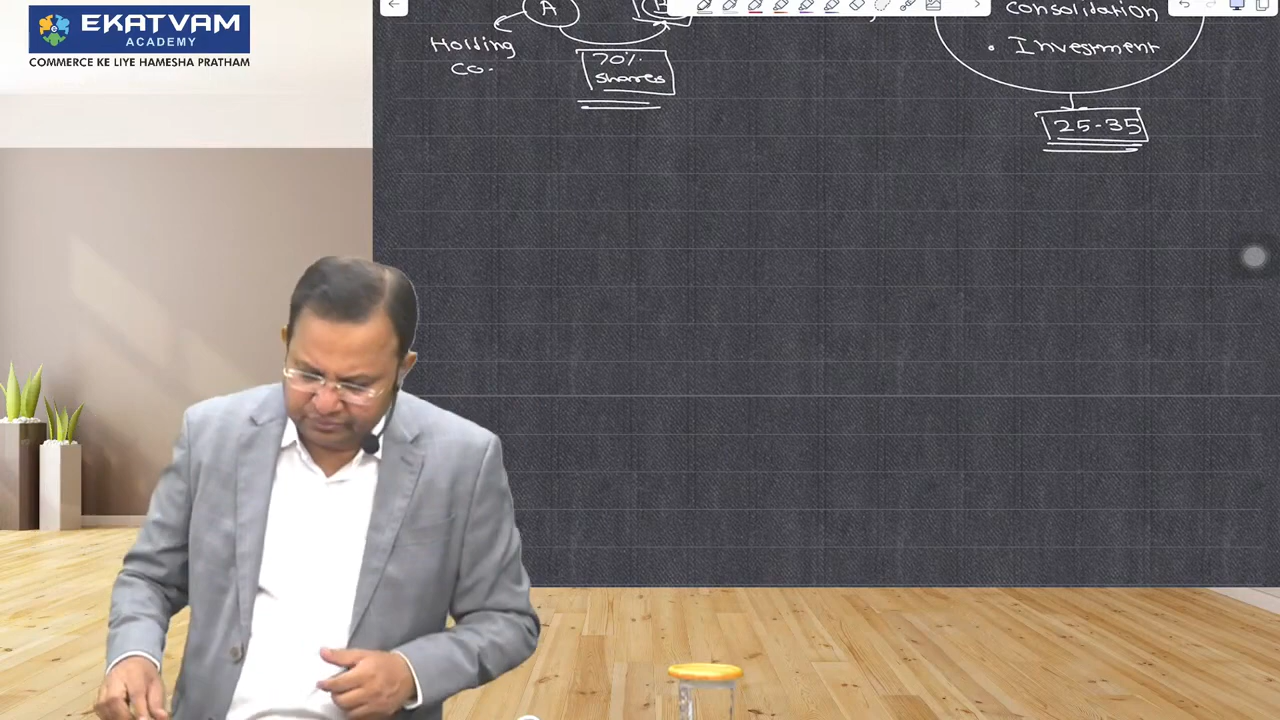 EKATVAM
ACADEMY
COMMERCE KE LIYE HAMESHA PRATHAM
A
Holding
Co.
70%
shares
consolidation
• Investment
25-35